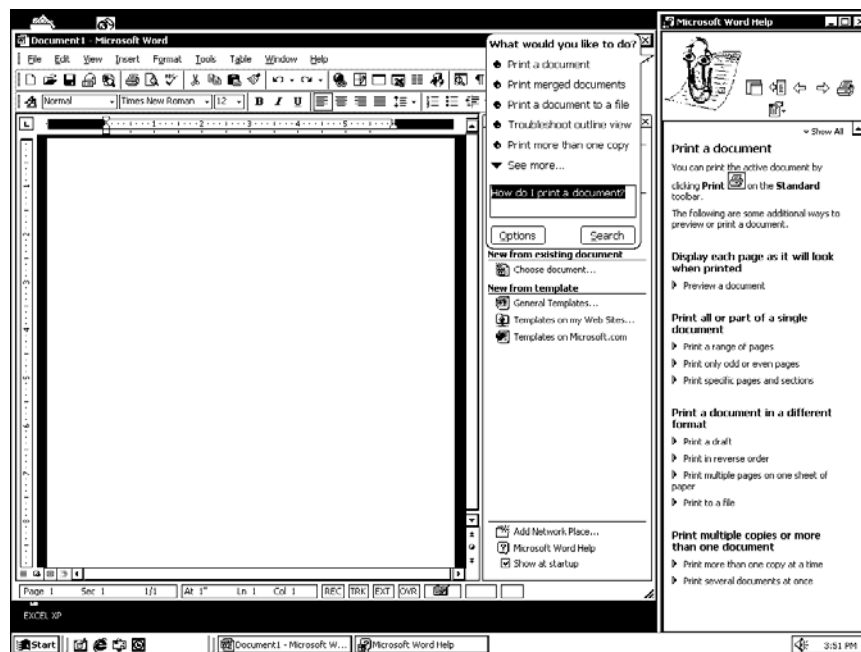 Document1 - Microsoft Word
File Edit View Insert Format Tools Table Window Help
Normal Times New Roman 12 B I U
What would you like to do?
Print a document
Print merged documents
Print a document to a file
Troubleshoot outline view
Print more than one copy
See more...
How do I print a document?
Options Search
New from existing document
Choose document...
New from template
General Templates...
Templates on my Web Sites...
Templates on Microsoft.com
Add Network Place...
Microsoft Word Help
Show at startup
Page 1 Sec 1 1/1 At 1" Ln 1 Col 1 REC TRK EXT OVR
EXCEL XP
Microsoft Word Help
Show All
Print a document
You can print the active document by
clicking Print on the Standard
toolbar.
The following are some additional ways to
preview or print a document.
Display each page as it will look
when printed
Preview a document
Print all or part of a single
document
Print a range of pages
Print only odd or even pages
Print specific pages and sections
Print a document in a different
format
Print a draft
Print in reverse order
Print multiple pages on one sheet of
paper
Print to a file
Print multiple copies or more
than one document
Print more than one copy at a time
Print several documents at once
Start Document1 - Microsoft W... Microsoft Word Help 3:51 PM